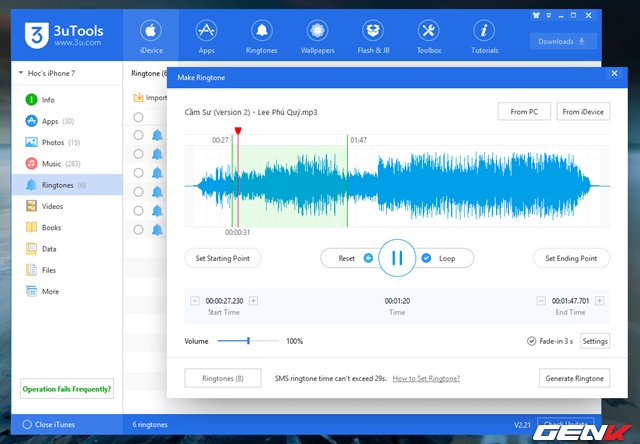 3uTools
www.3u.com
iDevice
Apps
Ringtones
Wallpapers
Flash & JB
Toolbox
Tutorials
Downloads
Hoc's iPhone 7
Info
Apps (30)
Photos (15)
Music (283)
Ringtones (6)
Videos
Books
Data
Files
More
Operation Fails Frequently?
Close iTunes
Ringtone (6
Import
Make Ringtone
Cầm Sư (Version 2) - Lee Phú Quý.mp3
From PC
From iDevice
00:27
01:47
00:00:31
Set Starting Point
Reset
Loop
Set Ending Point
00:00:27.230
Start Time
00:01:20
Time
00:01:47.701
End Time
Volume
100%
Fade-in 3 s
Settings
Ringtones (8)
SMS ringtone time can't exceed 29s.
How to Set Ringtone?
Generate Ringtone
6 ringtones
V2.21
Check Update
GENK